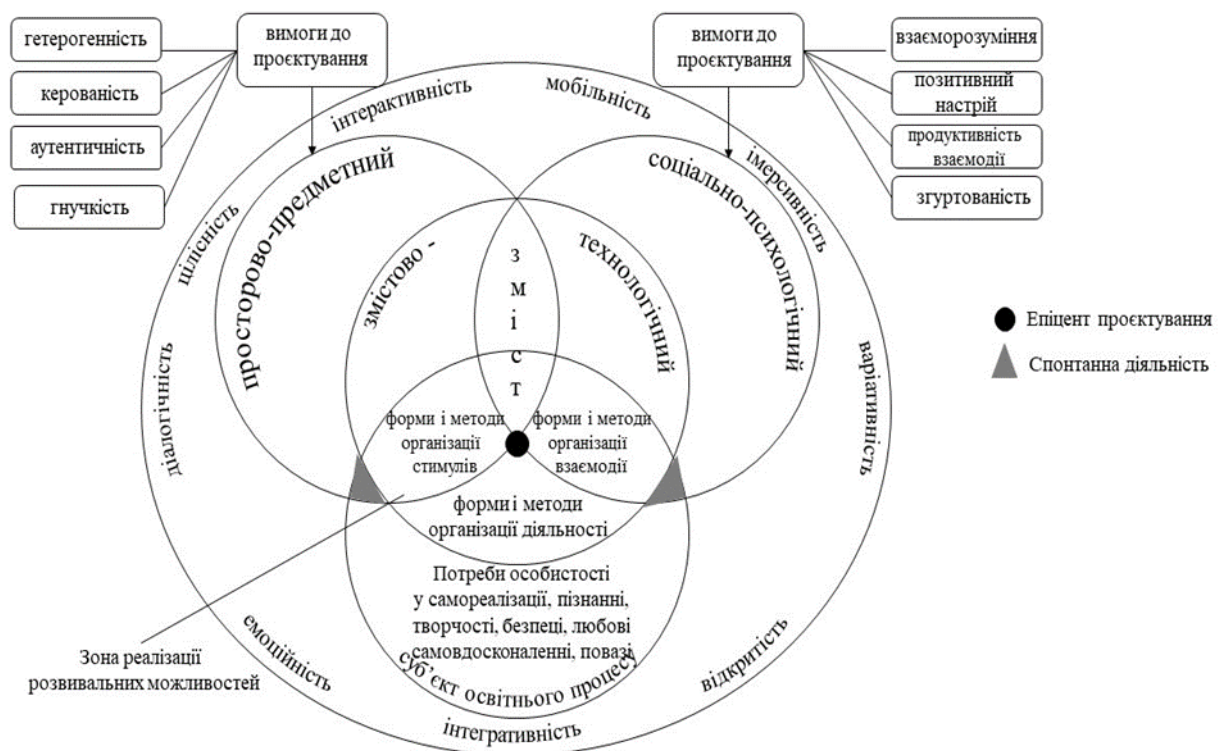 гетерогенність
керованість
аутентичність
гнучкість
вимоги до
проєктування
вимоги до
проєктування
взаєморозуміння
позитивний
настрій
продуктивність
взаємодії
згуртованість
інтерактивність
мобільність
імерсивність
варіативність
відкритість
інтегративність
емоційність
діалогічність
цілісність
просторово-предметний
соціально-психологічний
змістово -
технологічний
зміст
форми і методи
організації
стимулів
форми і методи
організації
взаємодії
форми і методи
організації діяльності
Потреби особистості
у самореалізації, пізнанні,
творчості, безпеці, любові
самовдосконаленні, повазі
суб’єкт освітнього процесу
Зона реалізації
розвивальних можливостей
Епіцент проєктування
Спонтанна діяльність